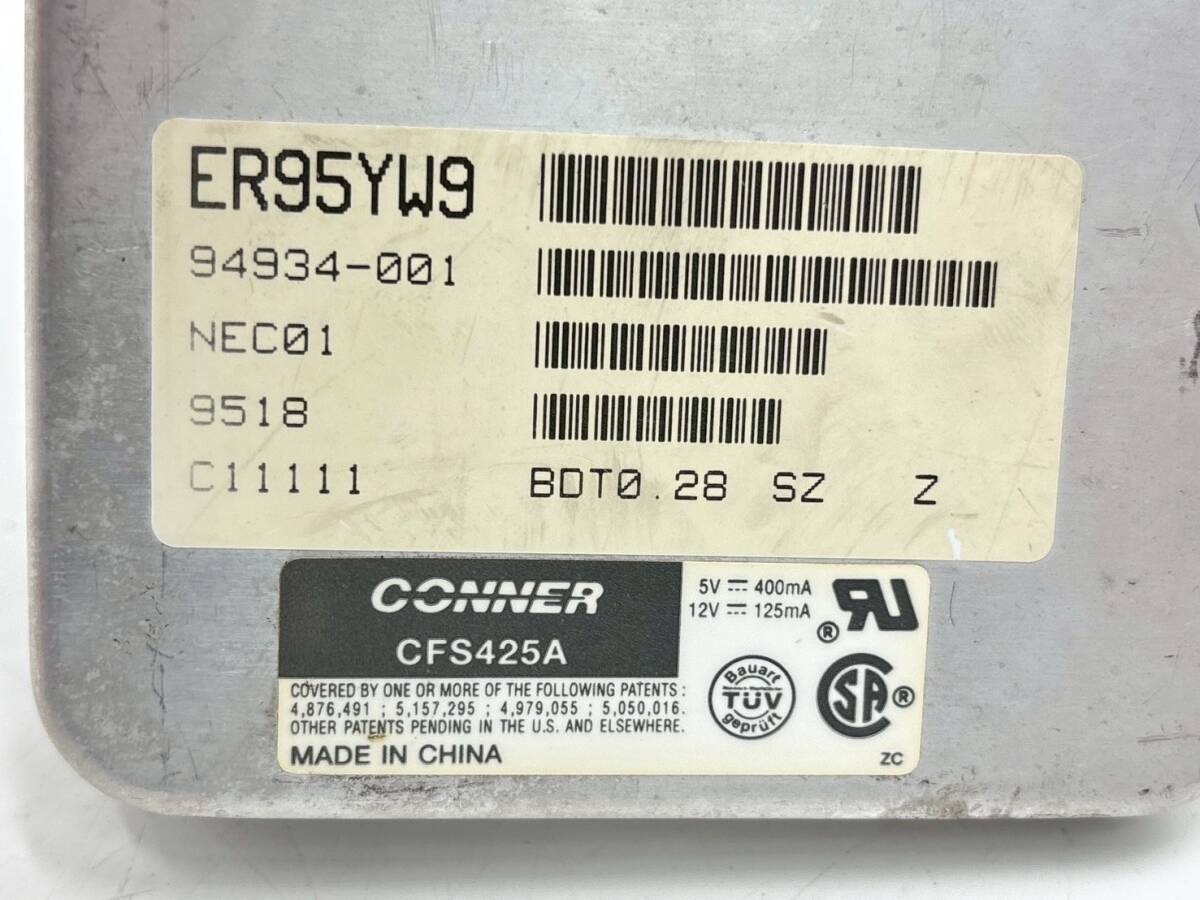 ER95YW9
94934-001
NEC01
9518
C11111 BDT0.28 SZ Z
CONNER
CFS425A
5V 400mA
12V 125mA
COVERED BY ONE OR MORE OF THE FOLLOWING PATENTS :
4,876,491 ; 5,157,295 ; 4,979,055 ; 5,050,016.
OTHER PATENTS PENDING IN THE U.S. AND ELSEWHERE.
MADE IN CHINA
RU ®
Bauart
TÜV
geprüft
SA ®
ZC